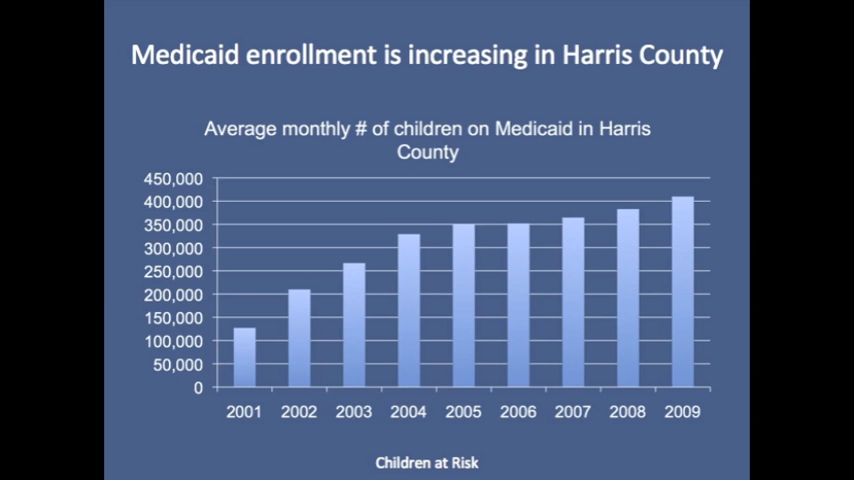 Medicaid enrollment is increasing in Harris County
Average monthly # of children on Medicaid in Harris
County
450,000
400,000
350,000
300,000
250,000
200,000
150,000
100,000
50,000
0
2001 2002 2003 2004 2005 2006 2007 2008 2009
Children at Risk